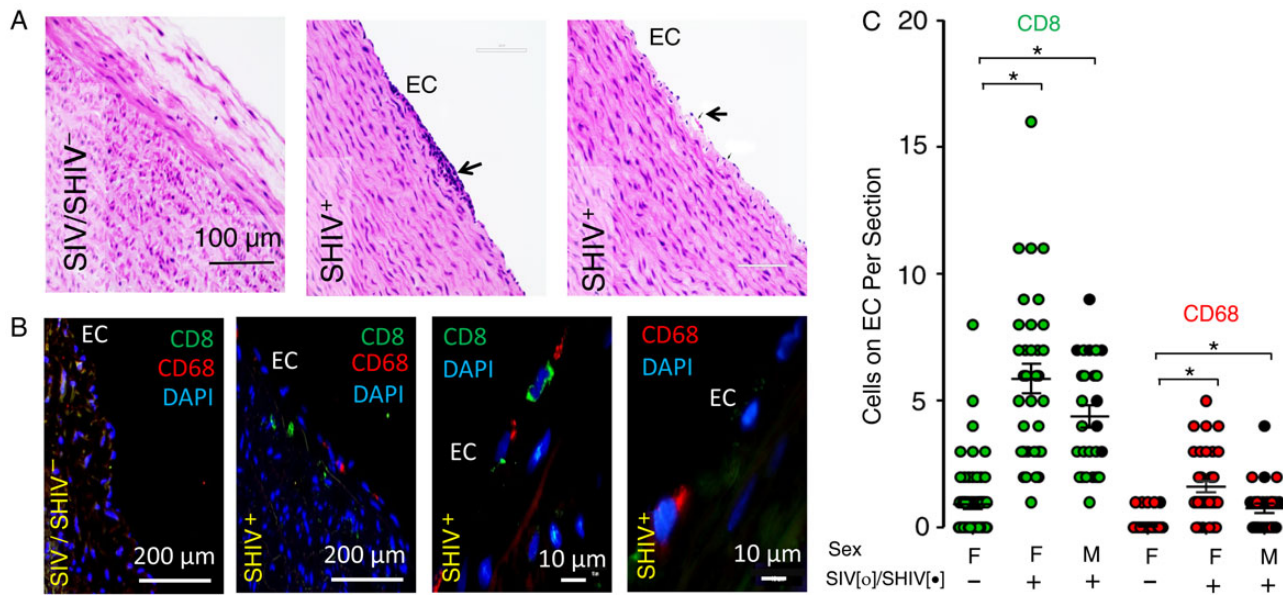 A
SIV/SHIV−
100 µm
EC
SHIV+
EC
SHIV+
B
EC
CD8
CD68
DAPI
SIV / SHIV−
200 µm
EC
CD8
CD68
DAPI
SHIV+
200 µm
CD8
DAPI
EC
SHIV+
10 µm
CD68
DAPI
EC
SHIV+
10 µm
C
Cells on EC Per Section
20
15
10
5
0
CD8
*
*
CD68
*
*
Sex F F M F F M
SIV[o]/SHIV[•] − + + − + +